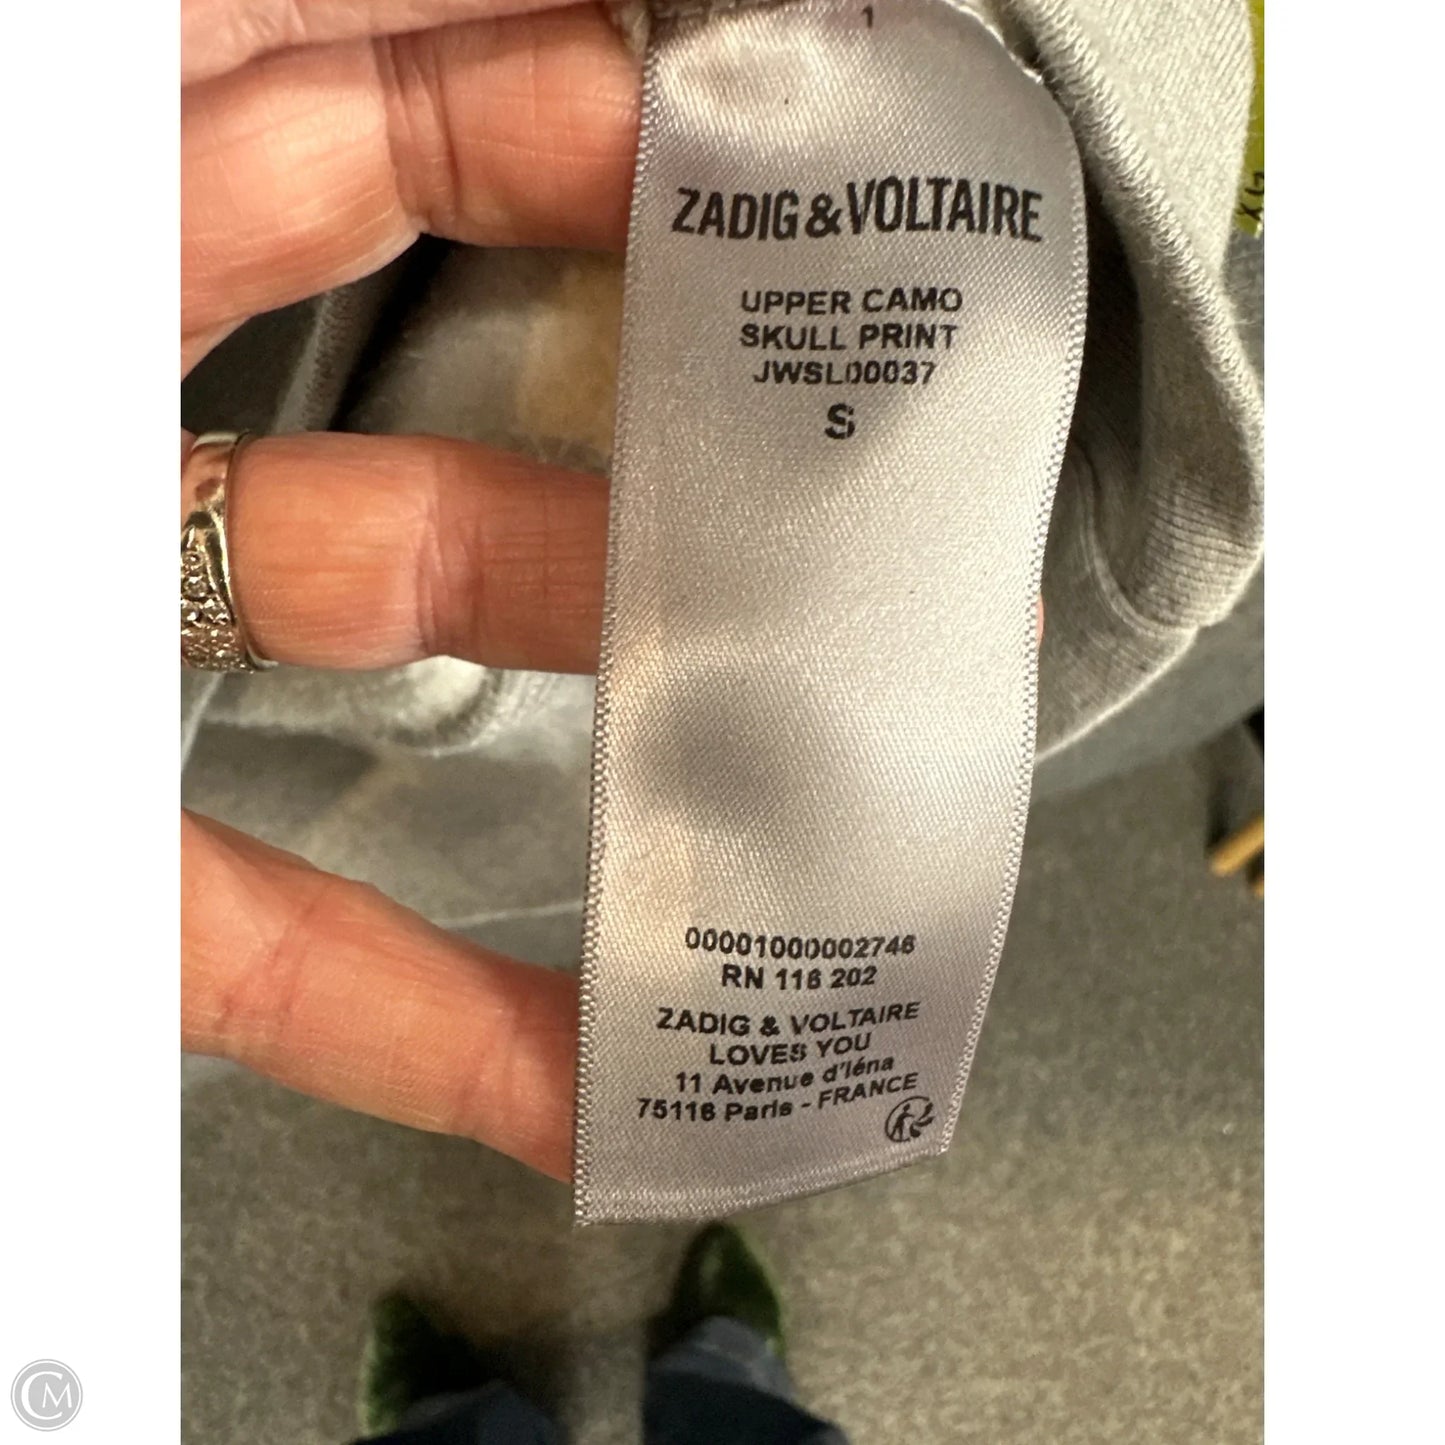 1
ZADIG&VOLTAIRE
UPPER CAMO
SKULL PRINT
JWSL00037
S
00001000002746
RN 116 202
ZADIG & VOLTAIRE
LOVES YOU
11 Avenue d'Iéna
75116 Paris - FRANCE
CM